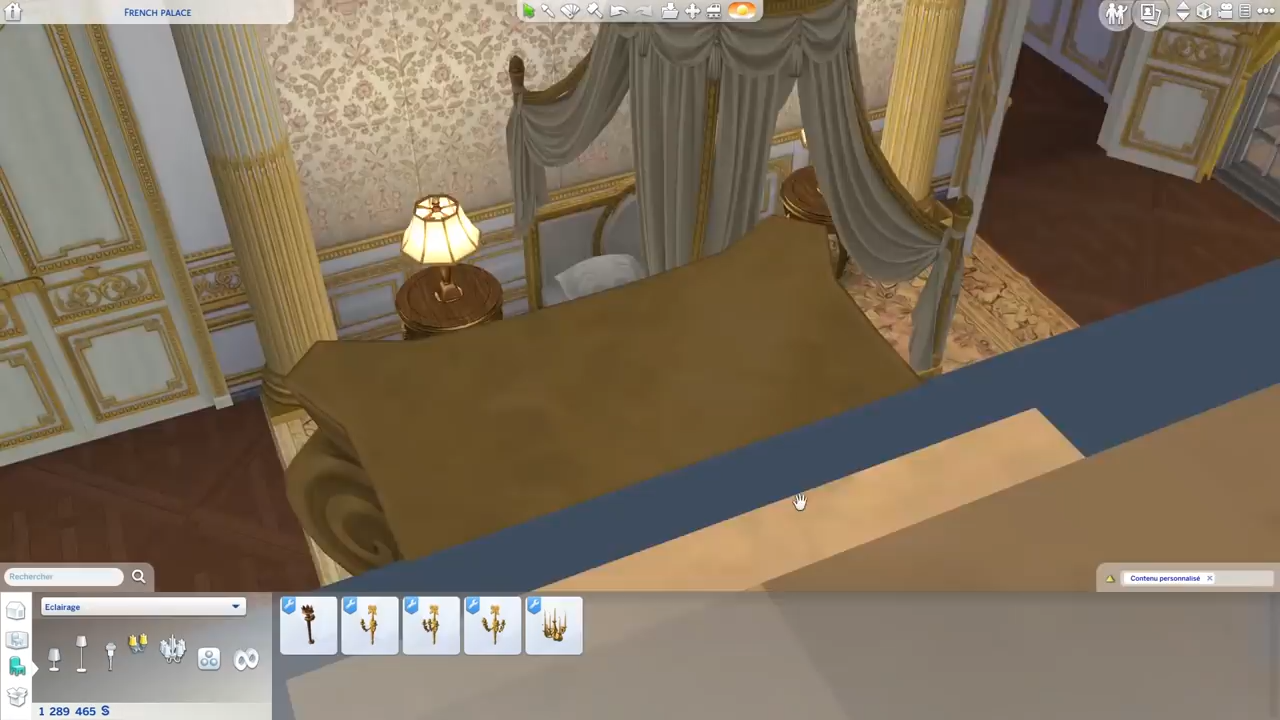 FRENCH PALACE
Rechercher
Contenu personnalisé
Eclairage
1 289 465 $